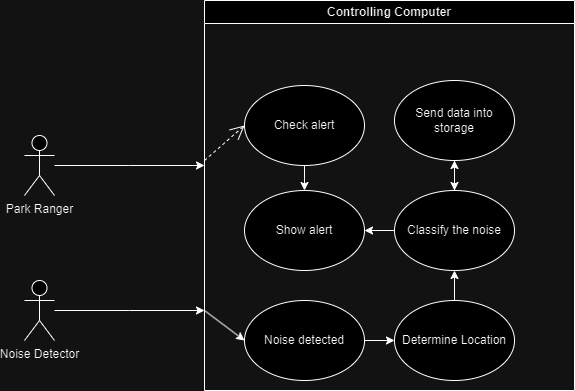 Controlling Computer
Check alert
Send data into
storage
Park Ranger
Show alert
Classify the noise
Noise Detector
Noise detected
Determine Location